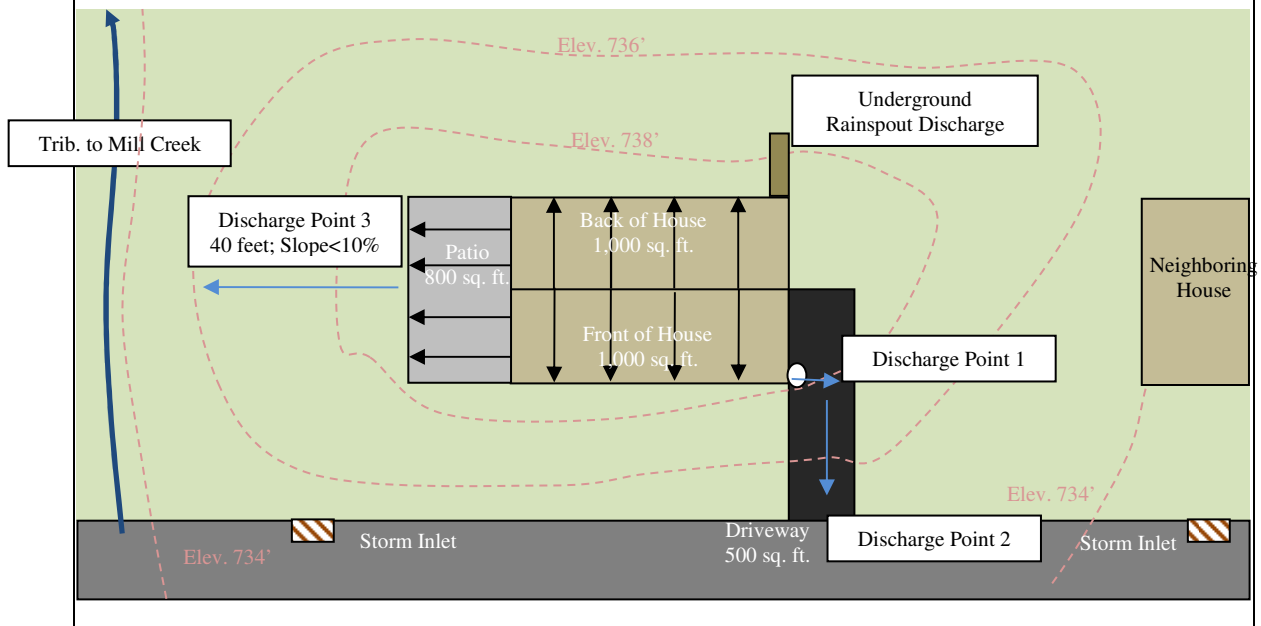 Elev. 736’
Underground
Rainspout Discharge
Trib. to Mill Creek
Elev. 738’
Discharge Point 3
40 feet; Slope<10%
Back of House
1,000 sq. ft.
Patio
800 sq. ft.
Neighboring
House
Front of House
1,000 sq. ft.
Discharge Point 1
Elev. 734’
Driveway
500 sq. ft.
Discharge Point 2
Storm Inlet
Storm Inlet
Elev. 734’